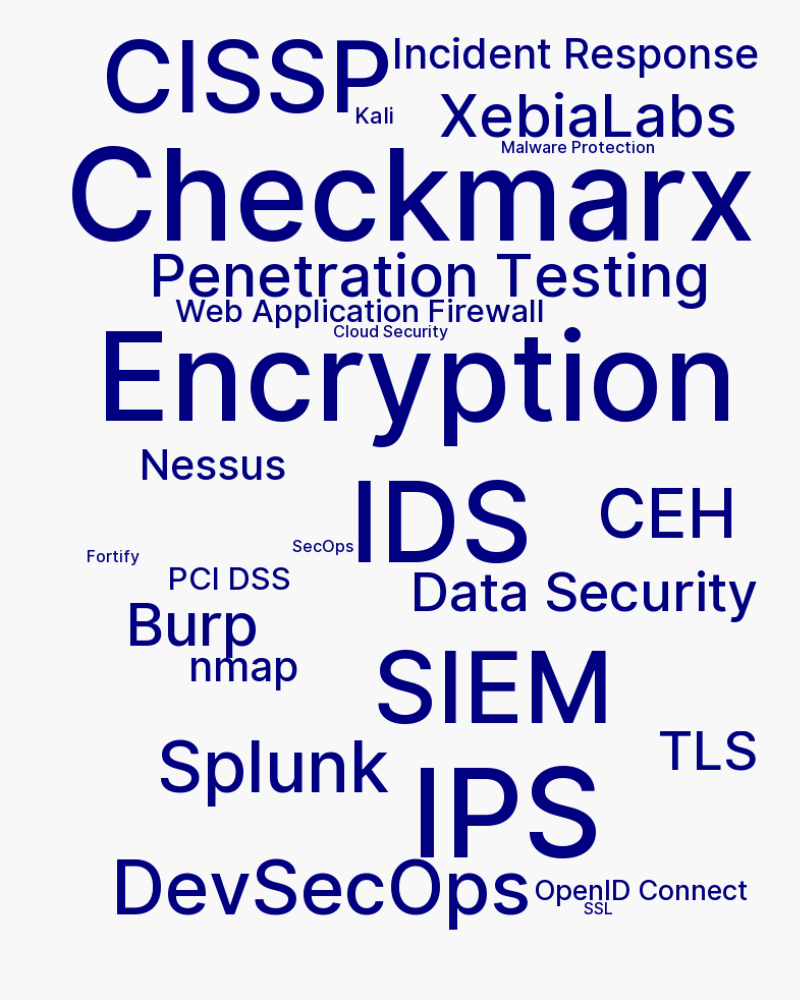 CISSP
Incident Response
Kali
XebiaLabs
Malware Protection
Checkmarx
Penetration Testing
Web Application Firewall
Cloud Security
Encryption
Nessus
IDS
CEH
SecOps
Fortify
PCI DSS
Data Security
Burp
nmap
SIEM
TLS
Splunk
IPS
DevSecOps
OpenID Connect
SSL